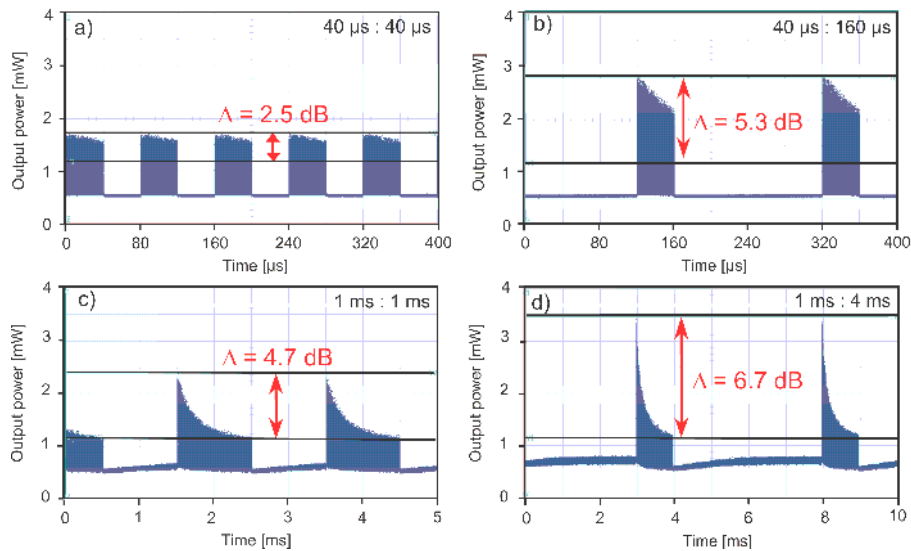 a) 40 µs : 40 µs
Output power [mW]
4
3
2
1
0
Λ = 2.5 dB
0 80 160 240 320 400
Time [µs]
b) 40 µs : 160 µs
Output power [mW]
4
3
2
1
0
Λ = 5.3 dB
0 80 160 240 320 400
Time [µs]
c) 1 ms : 1 ms
Output power [mW]
4
3
2
1
0
Λ = 4.7 dB
0 1 2 3 4 5
Time [ms]
d) 1 ms : 4 ms
Output power [mW]
4
3
2
1
0
Λ = 6.7 dB
0 2 4 6 8 10
Time [ms]